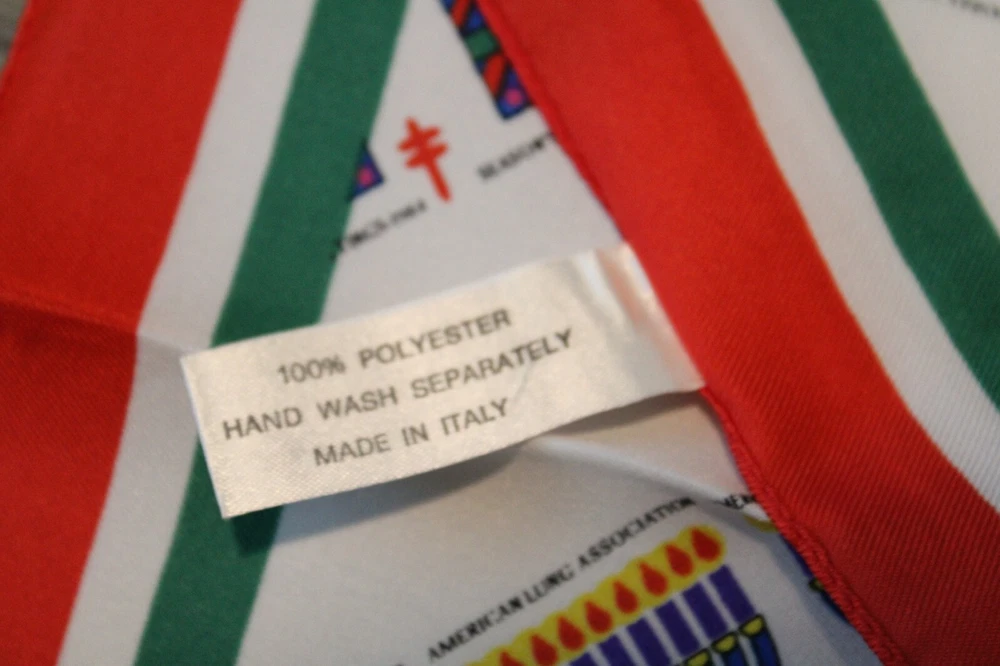 100% POLYESTER
HAND WASH SEPARATELY
MADE IN ITALY
AMERICAN LUNG ASSOCIATION